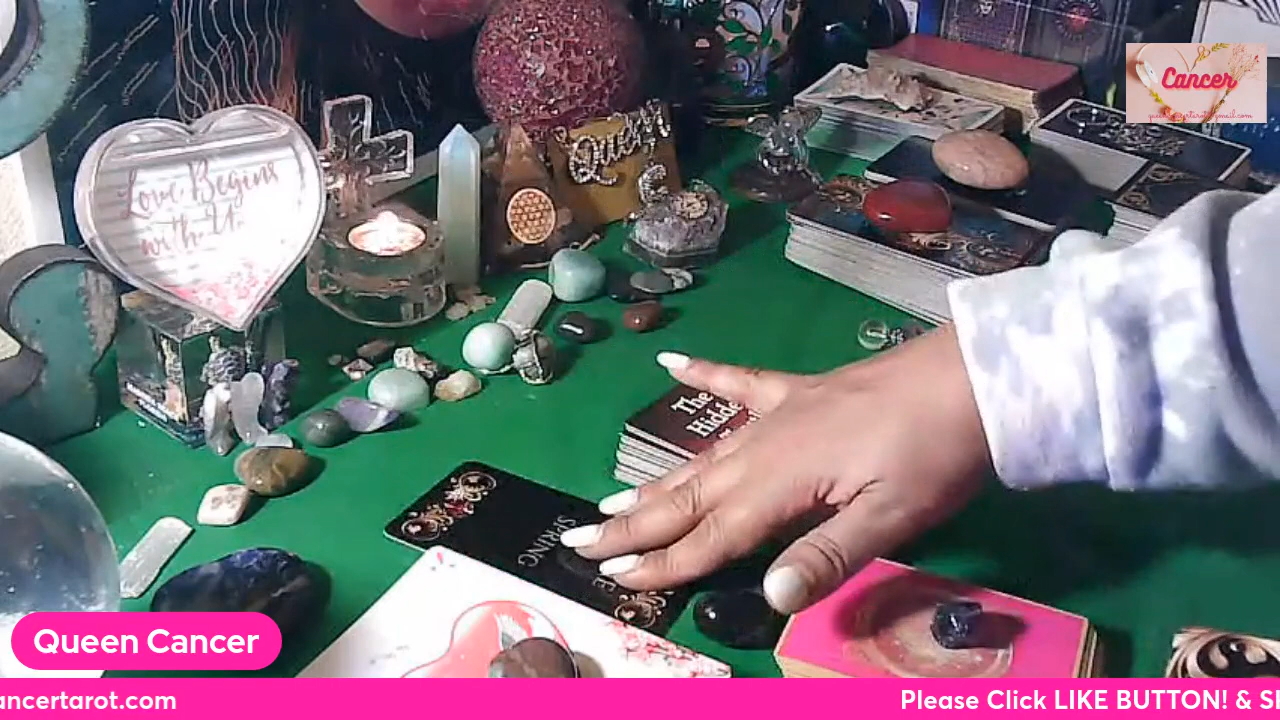 Cancer
Love Begins
with U
Queen
The
Hidde
SPRING
Queen Cancer
ancertarot.com
Please Click LIKE BUTTON! & S